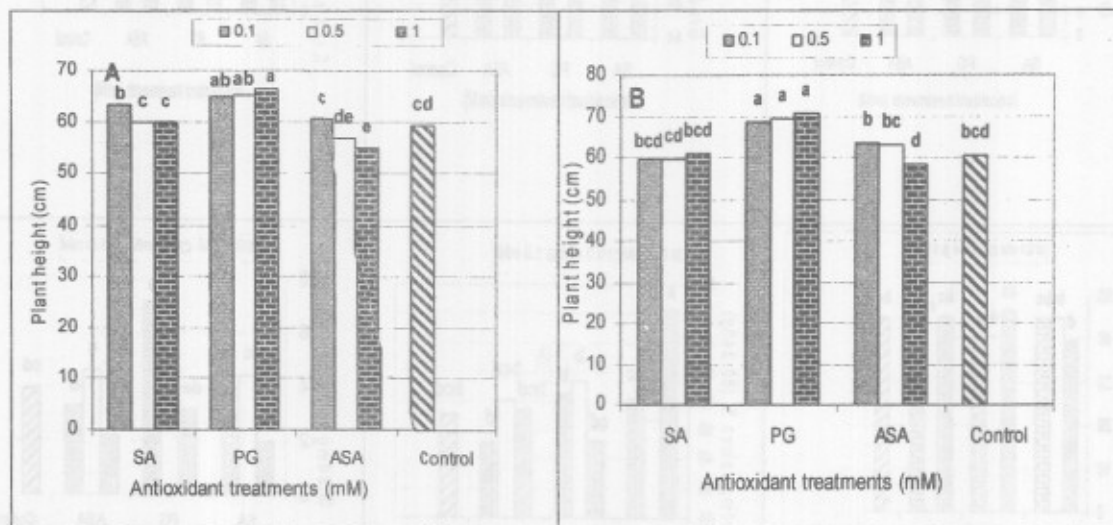 0.1 0.5 1
A
70
60
50
40
30
20
10
0
Plant height (cm)
b c c
ab ab a
c de e
cd
SA PG ASA Control
Antioxidant treatments (mM)
0.1 0.5 1
B
80
70
60
50
40
30
20
10
0
Plant height (cm)
bcd cd bcd
a a a
b bc d
bcd
SA PG ASA Control
Antioxidant treatments (mM)